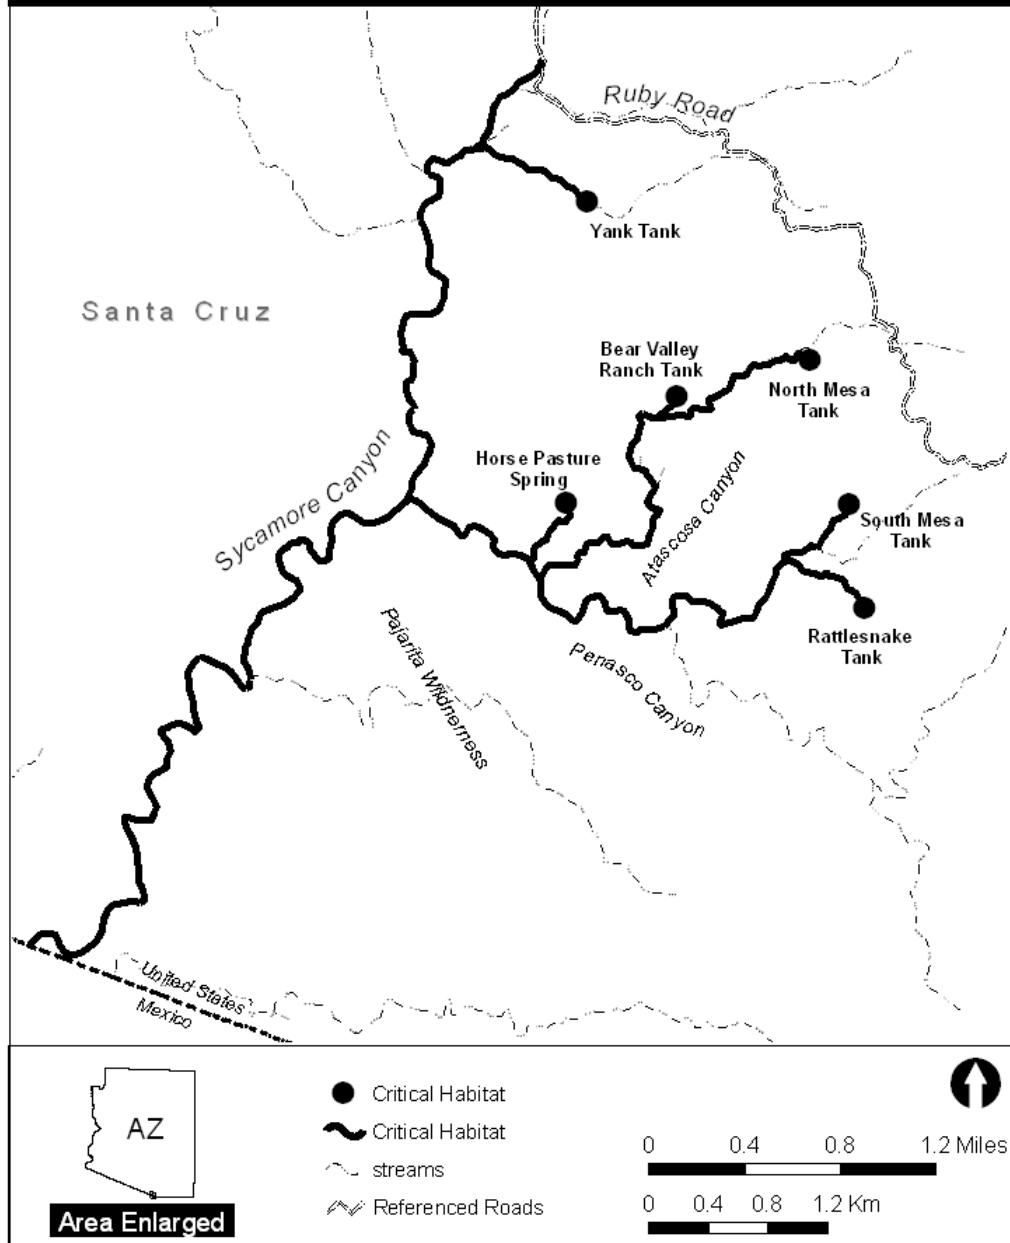 Ruby Road
Yank Tank
Santa Cruz
Bear Valley
Ranch Tank
North Mesa
Tank
Horse Pasture
Spring
Sycamore Canyon
Atascosa Canyon
South Mesa
Tank
Rattlesnake
Tank
Pajarita Wildnerness
Penasco Canyon
United States
Mexico
AZ
Area Enlarged
Critical Habitat
Critical Habitat
streams
Referenced Roads
0 0.4 0.8 1.2 Miles
0 0.4 0.8 1.2 Km